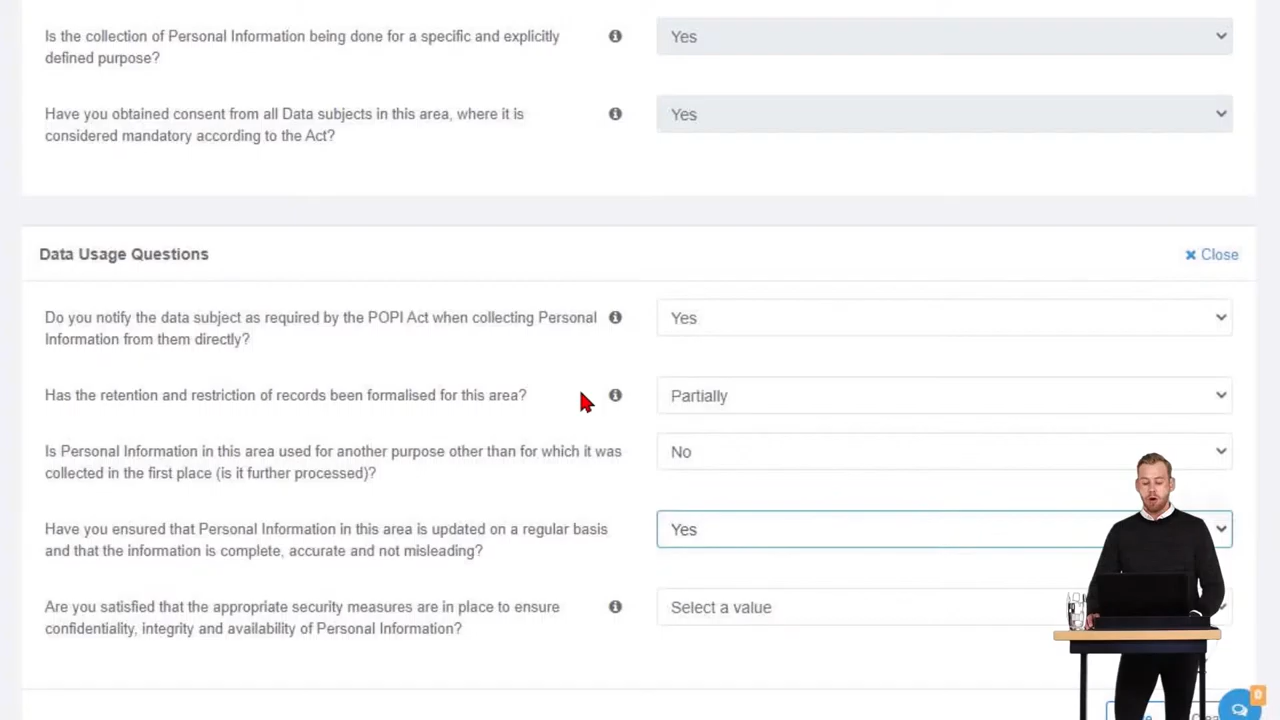 Is the collection of Personal Information being done for a specific and explicitly
defined purpose?
Yes
Have you obtained consent from all Data subjects in this area, where it is
considered mandatory according to the Act?
Yes
Data Usage Questions
Close
Do you notify the data subject as required by the POPI Act when collecting Personal
Information from them directly?
Yes
Has the retention and restriction of records been formalised for this area?
Partially
Is Personal Information in this area used for another purpose other than for which it was
collected in the first place (is it further processed)?
No
Have you ensured that Personal Information in this area is updated on a regular basis
and that the information is complete, accurate and not misleading?
Yes
Are you satisfied that the appropriate security measures are in place to ensure
confidentiality, integrity and availability of Personal Information?
Select a value
0